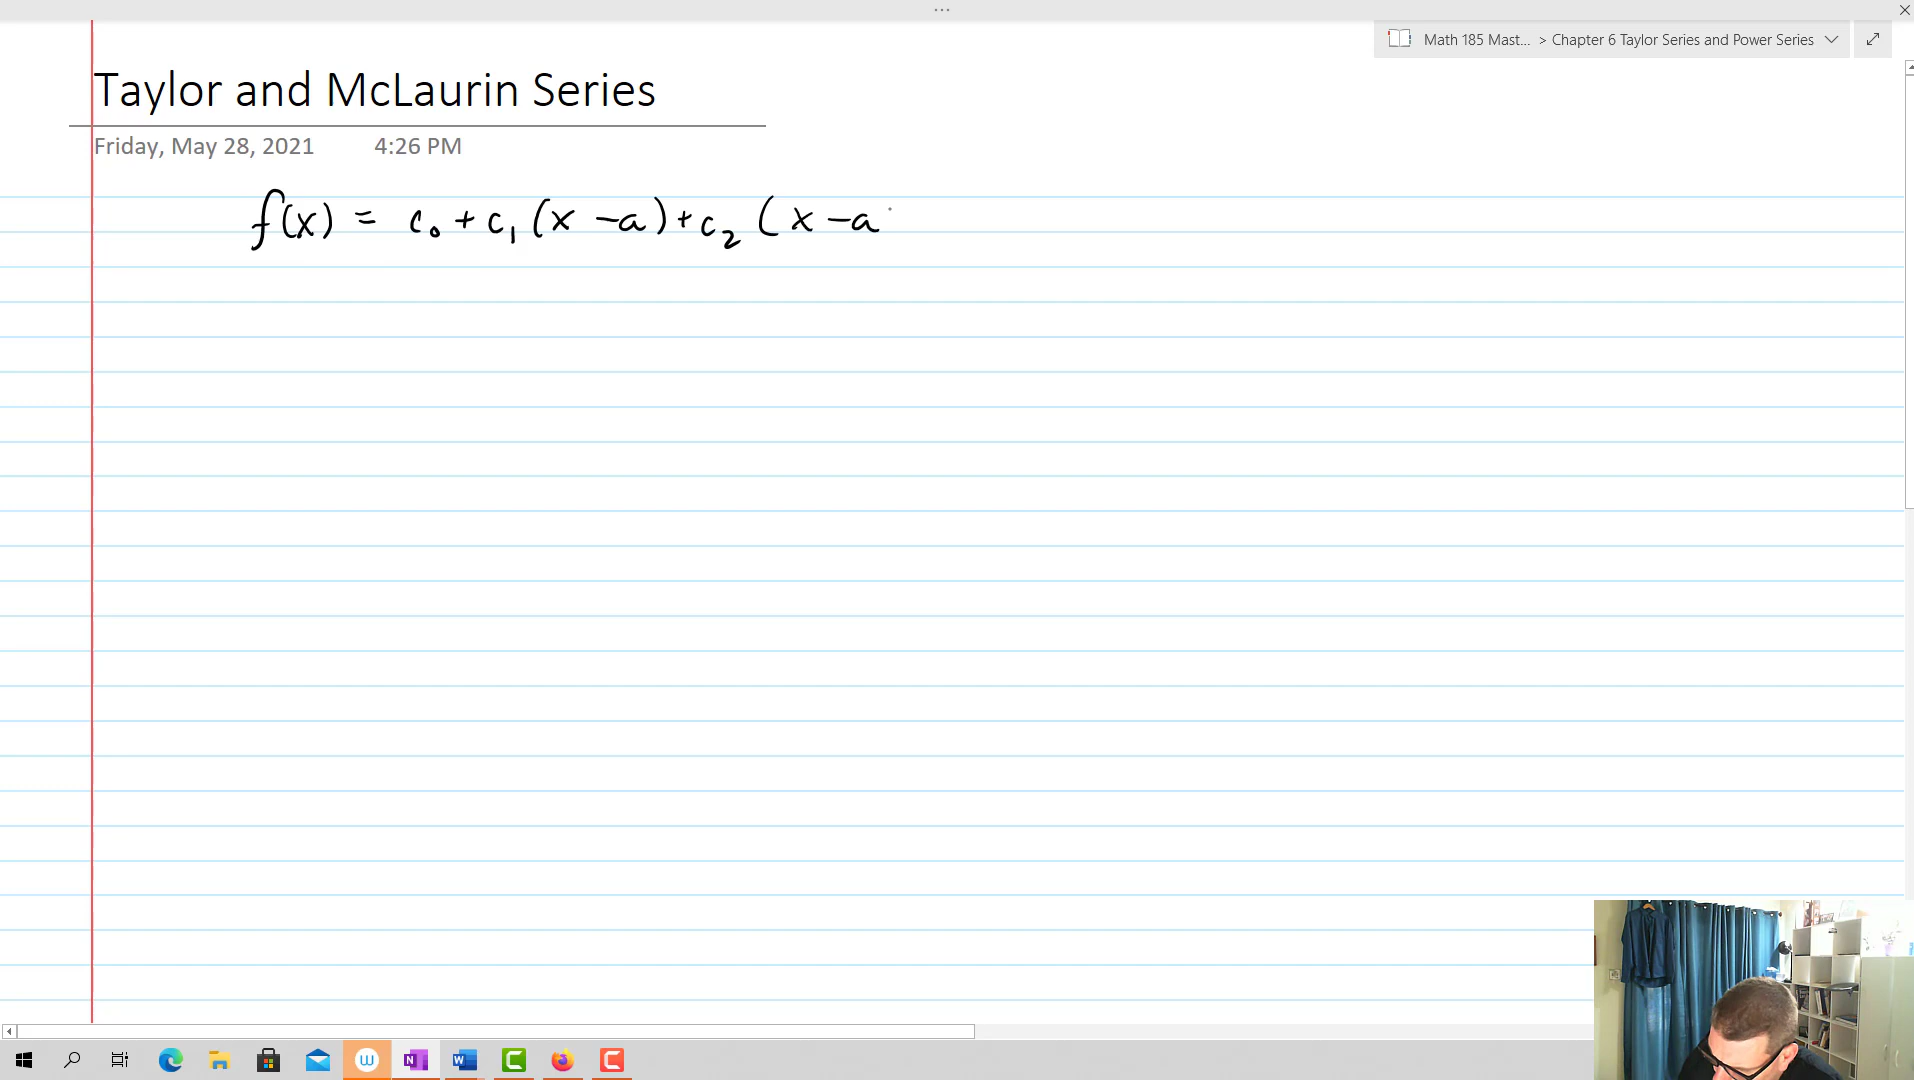 Math 185 Mast... > Chapter 6 Taylor Series and Power Series
Taylor and McLaurin Series
Friday, May 28, 2021 4:26 PM
f(x) = c₀ + c₁ (x - a) + c₂ (x - a